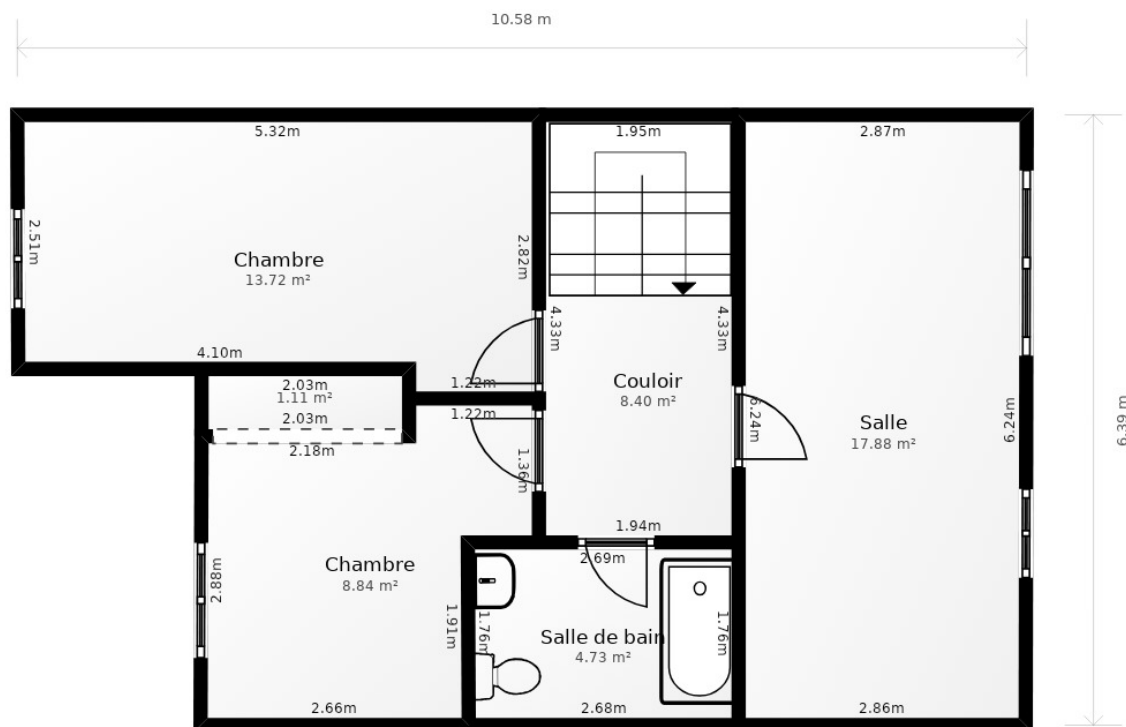 10.58 m
5.32m
1.95m
2.87m
2.51m
2.82m
Chambre
13.72 m²
4.33m
4.33m
4.10m
1.22m
Couloir
8.40 m²
2.03m
1.11 m²
2.03m
1.22m
6.24m
Salle
17.88 m²
6.24m
6.39 m
2.18m
1.36m
1.94m
2.69m
Chambre
8.84 m²
2.88m
1.91m
1.76m
Salle de bain
4.73 m²
1.76m
2.66m
2.68m
2.86m